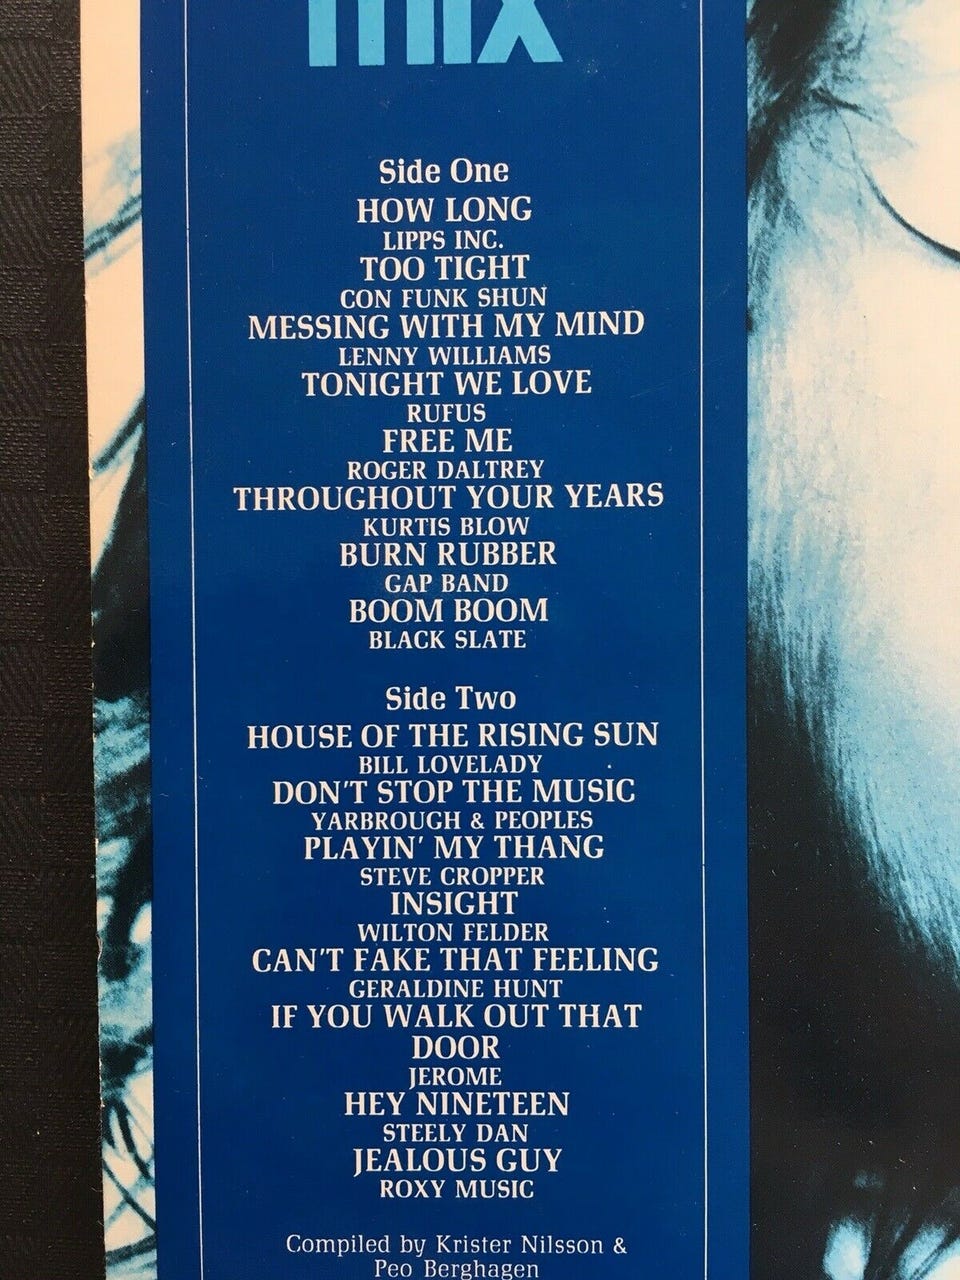 mix
Side One
HOW LONG
LIPPS INC.
TOO TIGHT
CON FUNK SHUN
MESSING WITH MY MIND
LENNY WILLIAMS
TONIGHT WE LOVE
RUFUS
FREE ME
ROGER DALTREY
THROUGHOUT YOUR YEARS
KURTIS BLOW
BURN RUBBER
GAP BAND
BOOM BOOM
BLACK SLATE
Side Two
HOUSE OF THE RISING SUN
BILL LOVELADY
DON'T STOP THE MUSIC
YARBROUGH & PEOPLES
PLAYIN' MY THANG
STEVE CROPPER
INSIGHT
WILTON FELDER
CAN'T FAKE THAT FEELING
GERALDINE HUNT
IF YOU WALK OUT THAT
DOOR
JEROME
HEY NINETEEN
STEELY DAN
JEALOUS GUY
ROXY MUSIC
Compiled by Krister Nilsson &
Peo Berghagen